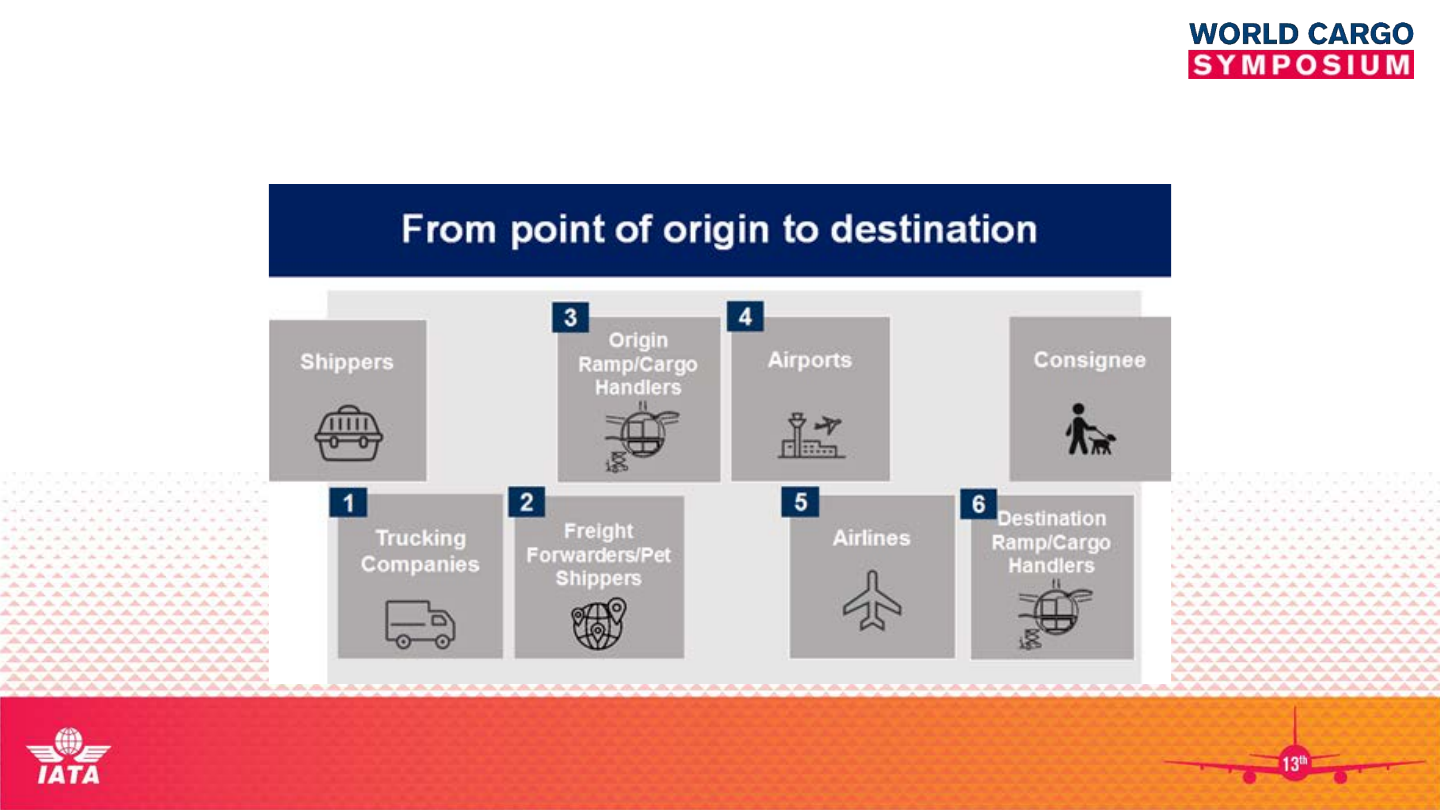 WORLD CARGO
SYMPOSIUM
From point of origin to destination
Shippers
3
Origin
Ramp/Cargo
Handlers
4
Airports
Consignee
1
Trucking
Companies
2
Freight
Forwarders/Pet
Shippers
5
Airlines
6
Destination
Ramp/Cargo
Handlers
IATA
13th